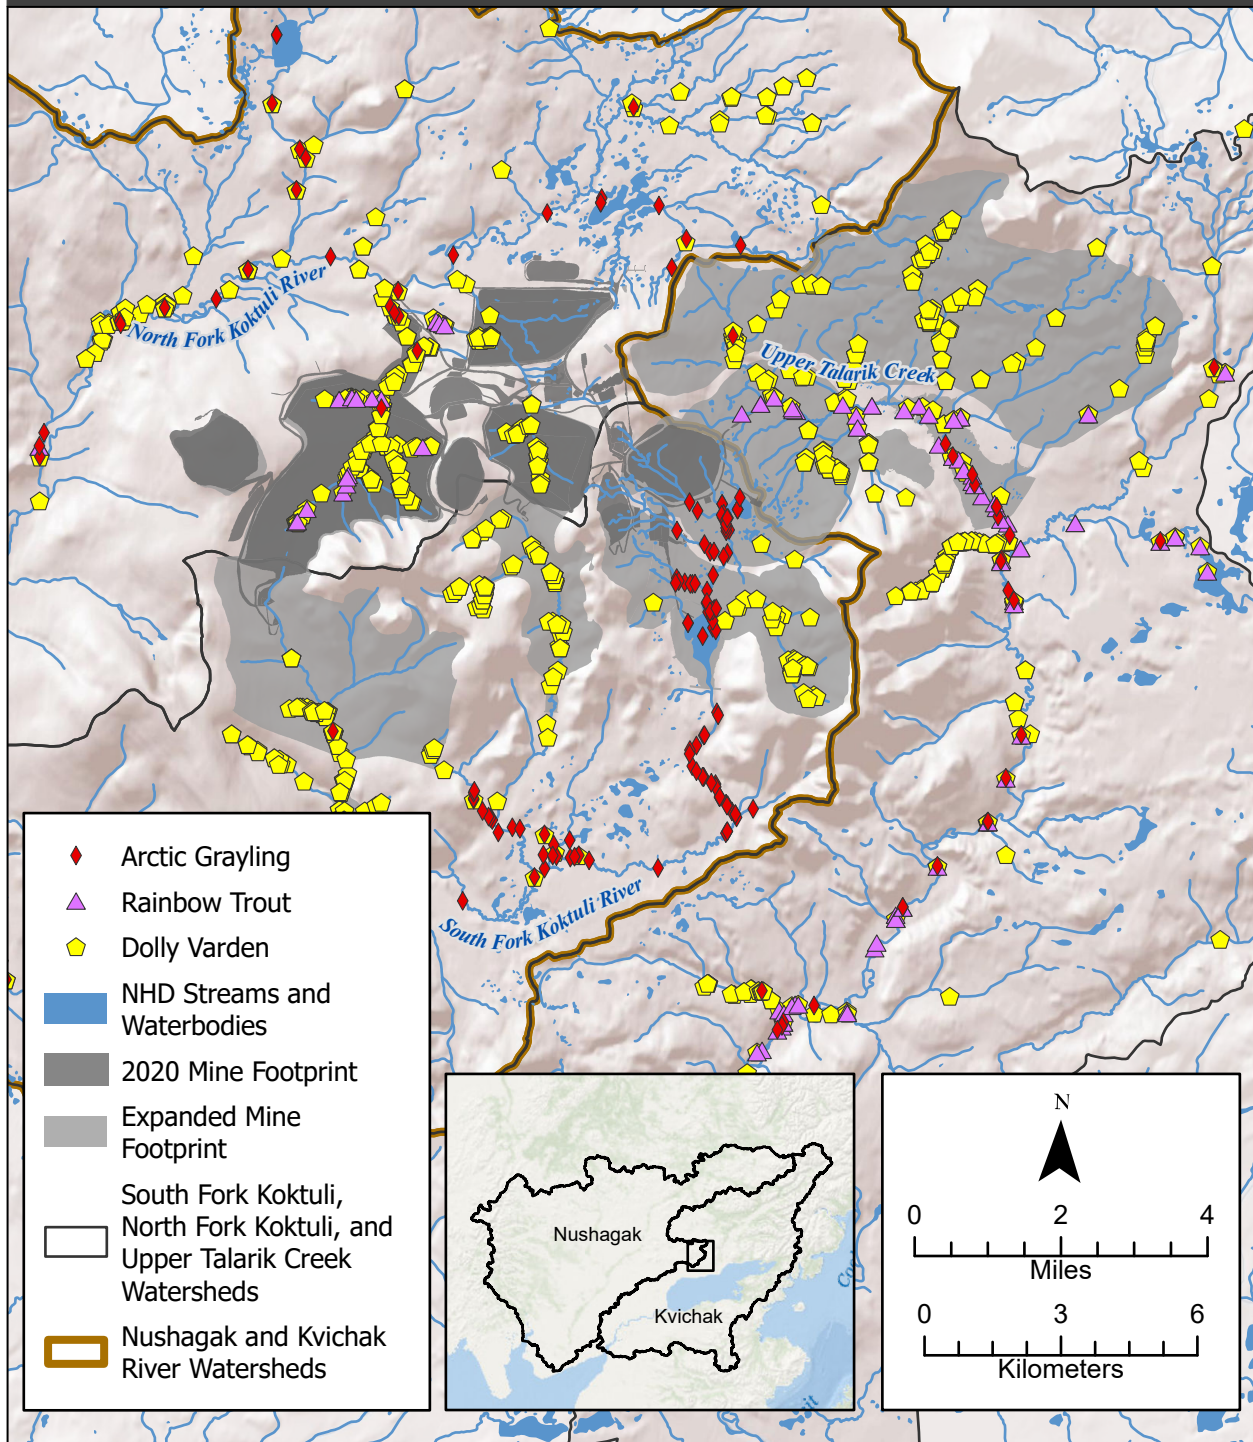 North Fork Koktuli River
Upper Talarik Creek
South Fork Koktuli River
Arctic Grayling
Rainbow Trout
Dolly Varden
NHD Streams and
Waterbodies
2020 Mine Footprint
Expanded Mine
Footprint
South Fork Koktuli,
North Fork Koktuli, and
Upper Talarik Creek
Watersheds
Nushagak and Kvichak
River Watersheds
Nushagak
Kvichak
N
0 2 4
Miles
0 3 6
Kilometers